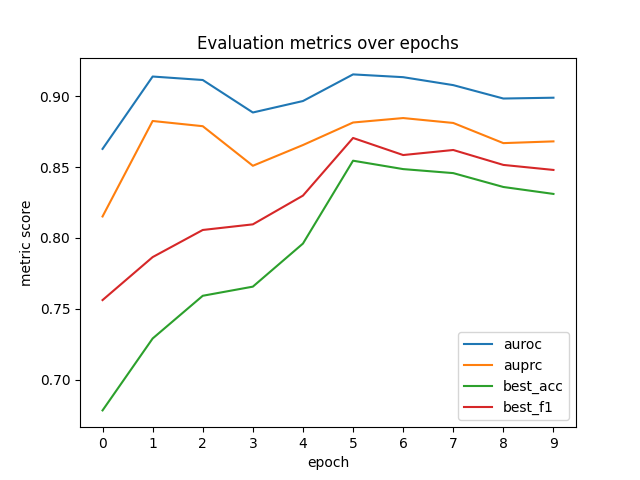 Evaluation metrics over epochs
metric score
0.90
0.85
0.80
0.75
0.70
auroc
auprc
best_acc
best_f1
0 1 2 3 4 5 6 7 8 9
epoch